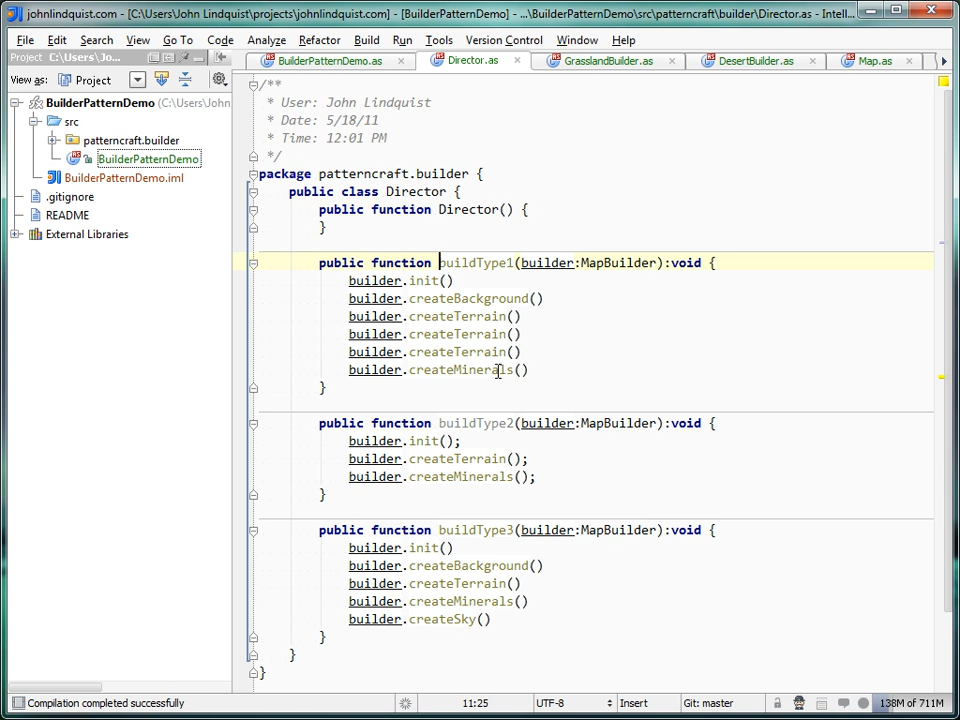 johnlindquist.com - [C:\Users\John Lindquist\projects\johnlindquist.com] - [BuilderPatternDemo] - ...\BuilderPatternDemo\src\patterncraft\builder\Director.as - Intell...
File Edit Search View Go To Code Analyze Refactor Build Run Tools Version Control Window Help
Project C:\Users\Jo...
BuilderPatternDemo.as Director.as GrasslandBuilder.as DesertBuilder.as Map.as
View as: Project
BuilderPatternDemo (C:\Users\John
src
patterncraft.builder
BuilderPatternDemo
BuilderPatternDemo.iml
.gitignore
README
External Libraries
/**
* User: John Lindquist
* Date: 5/18/11
* Time: 12:01 PM
*/
package patterncraft.builder {
public class Director {
public function Director() {
}
public function buildType1(builder:MapBuilder):void {
builder.init()
builder.createBackground()
builder.createTerrain()
builder.createTerrain()
builder.createTerrain()
builder.createMinerals()
}
public function buildType2(builder:MapBuilder):void {
builder.init();
builder.createTerrain();
builder.createMinerals();
}
public function buildType3(builder:MapBuilder):void {
builder.init()
builder.createBackground()
builder.createTerrain()
builder.createMinerals()
builder.createSky()
}
}
}
Compilation completed successfully 11:25 UTF-8 Insert Git: master 138M of 711M